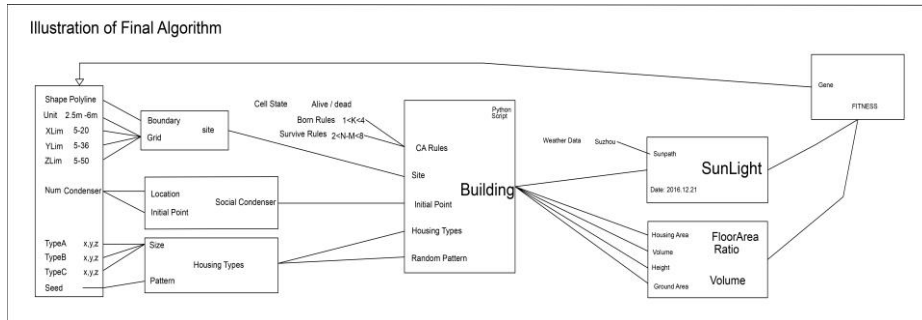 Illustration of Final Algorithm
Shape Polyline
Unit 2.5m -6m
XLim 5-20
YLim 5-36
ZLim 5-50
Num Condenser
TypeA x,y,z
TypeB x,y,z
TypeC x,y,z
Seed
Boundary
Grid
site
Location
Initial Point
Social Condenser
Size
Housing Types
Pattern
Cell State Alive / dead
Born Rules 1<K<4
Survive Rules 2<N-M<8
Python
Script
CA Rules
Site
Building
Initial Point
Housing Types
Random Pattern
Weather Data Suzhou
Sunpath
SunLight
Date: 2016.12.21
Housing Area
FloorArea
Ratio
Volume
Height
Ground Area
Volume
Gene
FITNESS